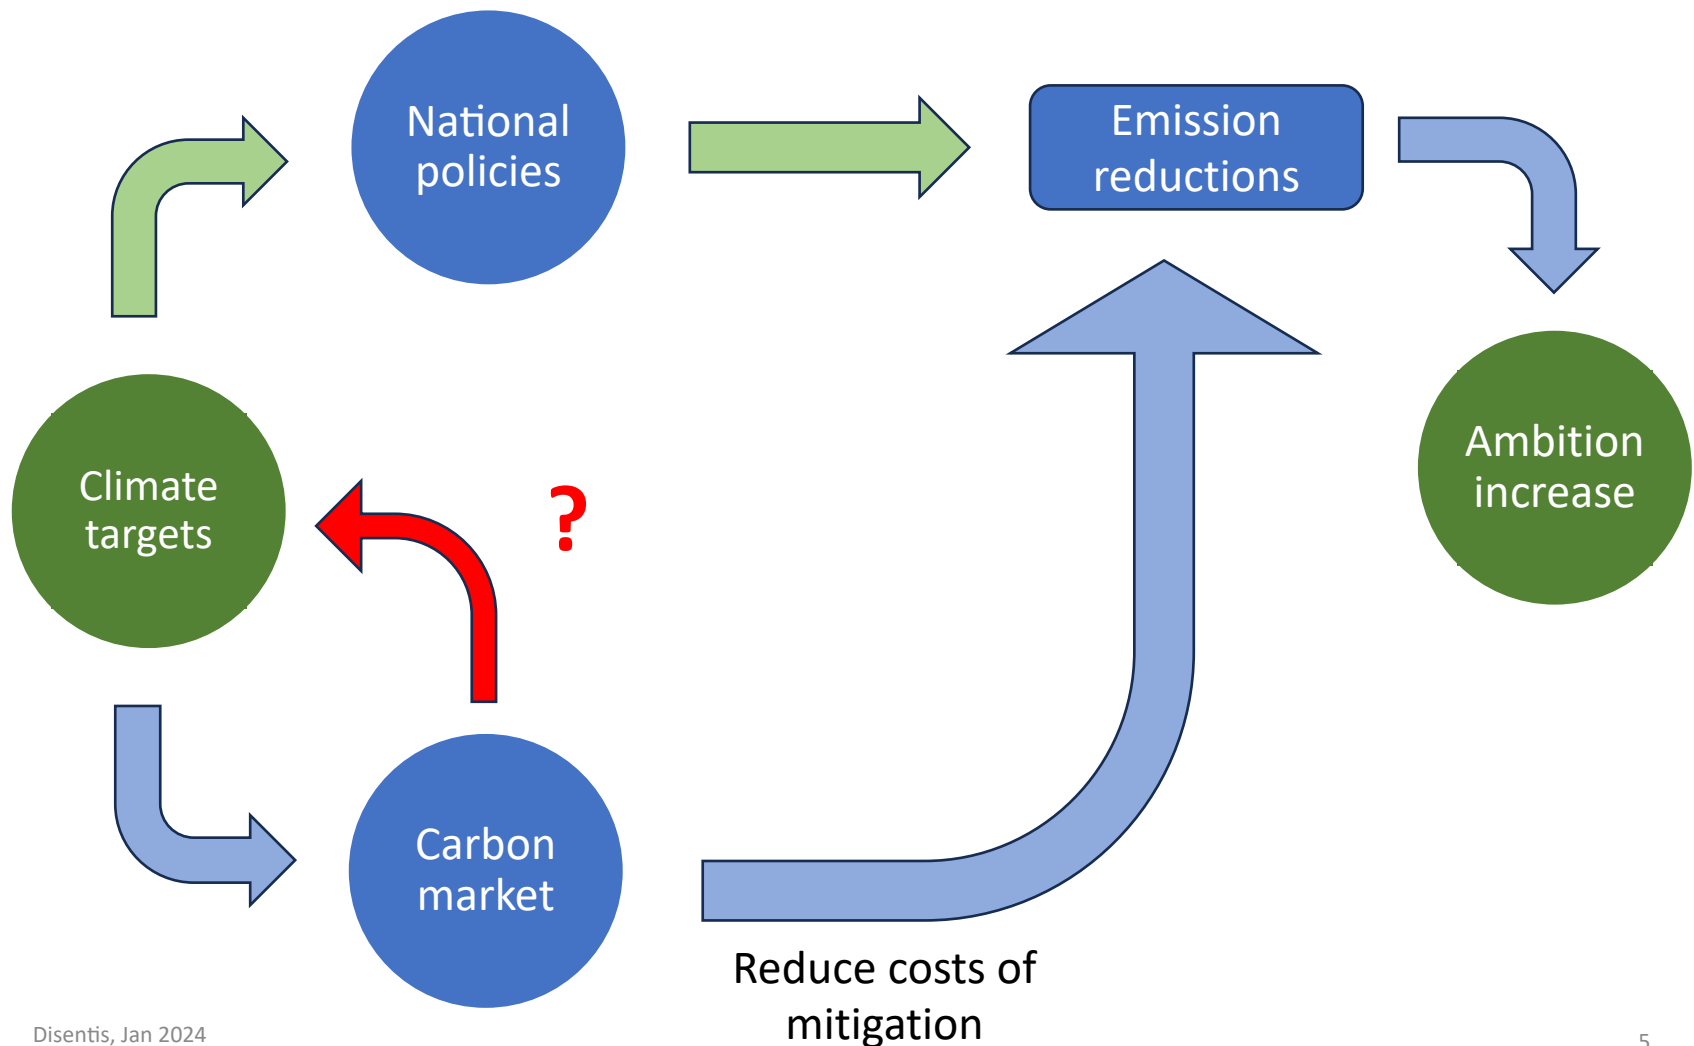 National
policies
Emission
reductions
Climate
targets
?
Ambition
increase
Carbon
market
Reduce costs of
mitigation
Disentis, Jan 2024
5